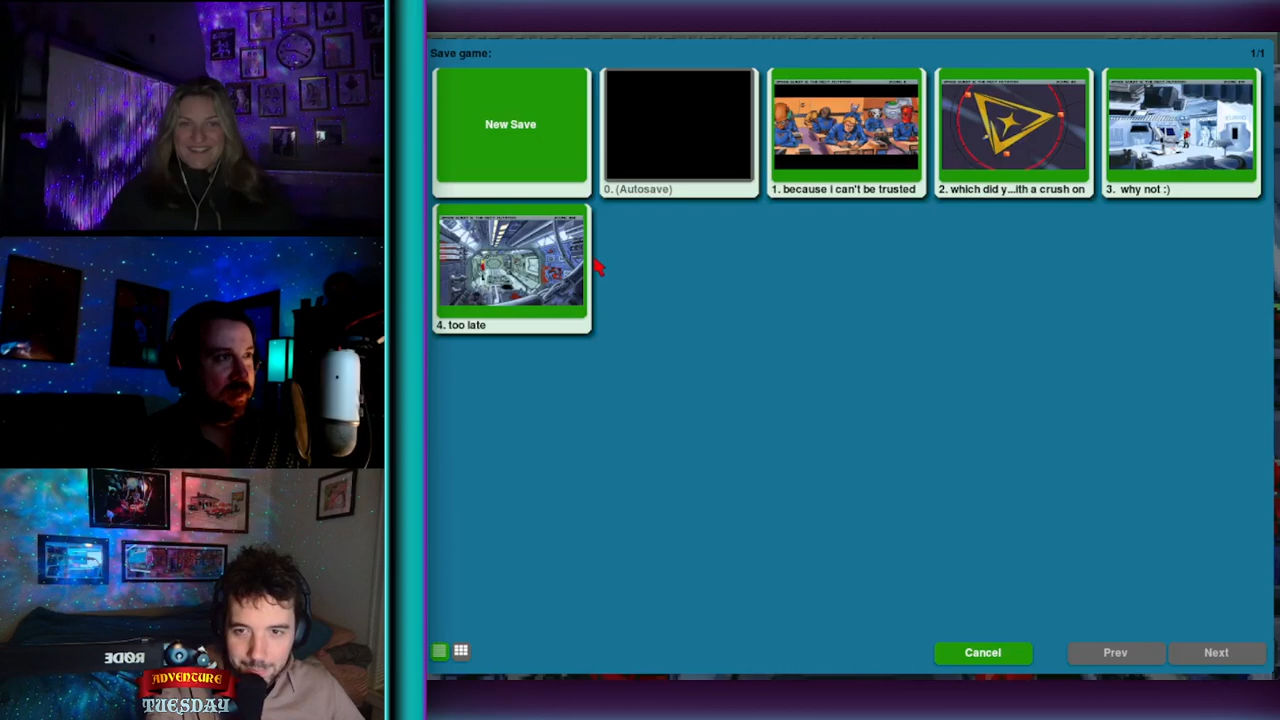 Save game:
1/1
New Save
0. (Autosave)
1. because i can't be trusted
2. which did y...ith a crush on
3. why not :)
4. too late
Cancel
Prev
Next
RØDE
ADVENTURE
TUESDAY